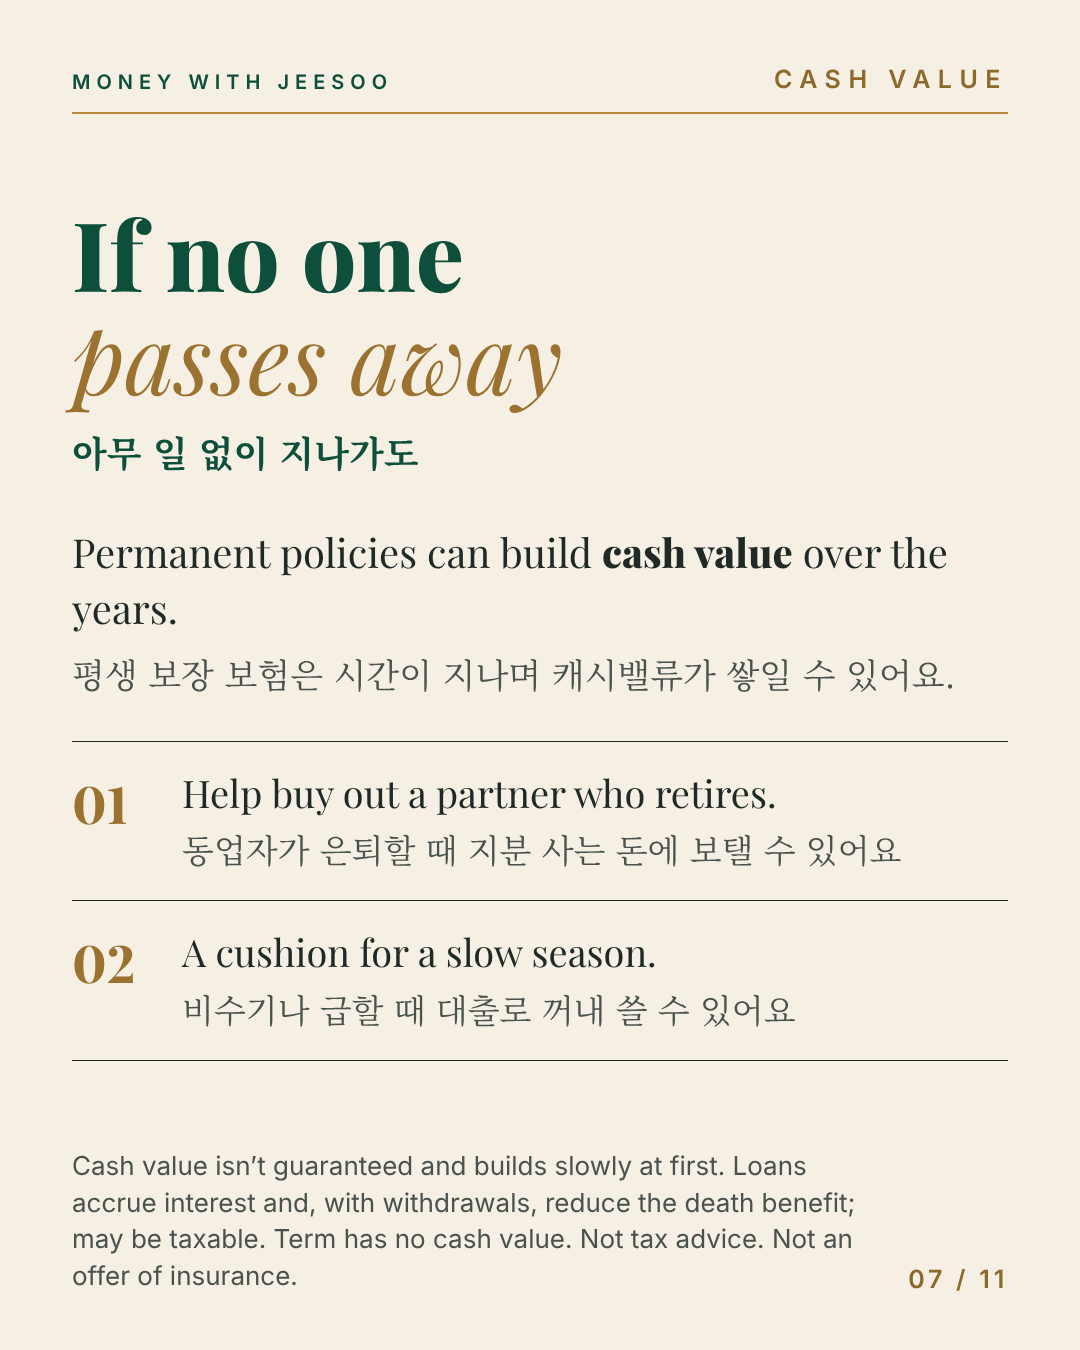 MONEY WITH JEESOO
CASH VALUE
If no one
passes away
아무 일 없이 지나가도
Permanent policies can build cash value over the
years.
평생 보장 보험은 시간이 지나며 캐시밸류가 쌓일 수 있어요.
01
Help buy out a partner who retires.
동업자가 은퇴할 때 지분 사는 돈에 보탤 수 있어요
02
A cushion for a slow season.
비수기나 급할 때 대출로 꺼내 쓸 수 있어요
Cash value isn’t guaranteed and builds slowly at first. Loans
accrue interest and, with withdrawals, reduce the death benefit;
may be taxable. Term has no cash value. Not tax advice. Not an
offer of insurance.
07 / 11